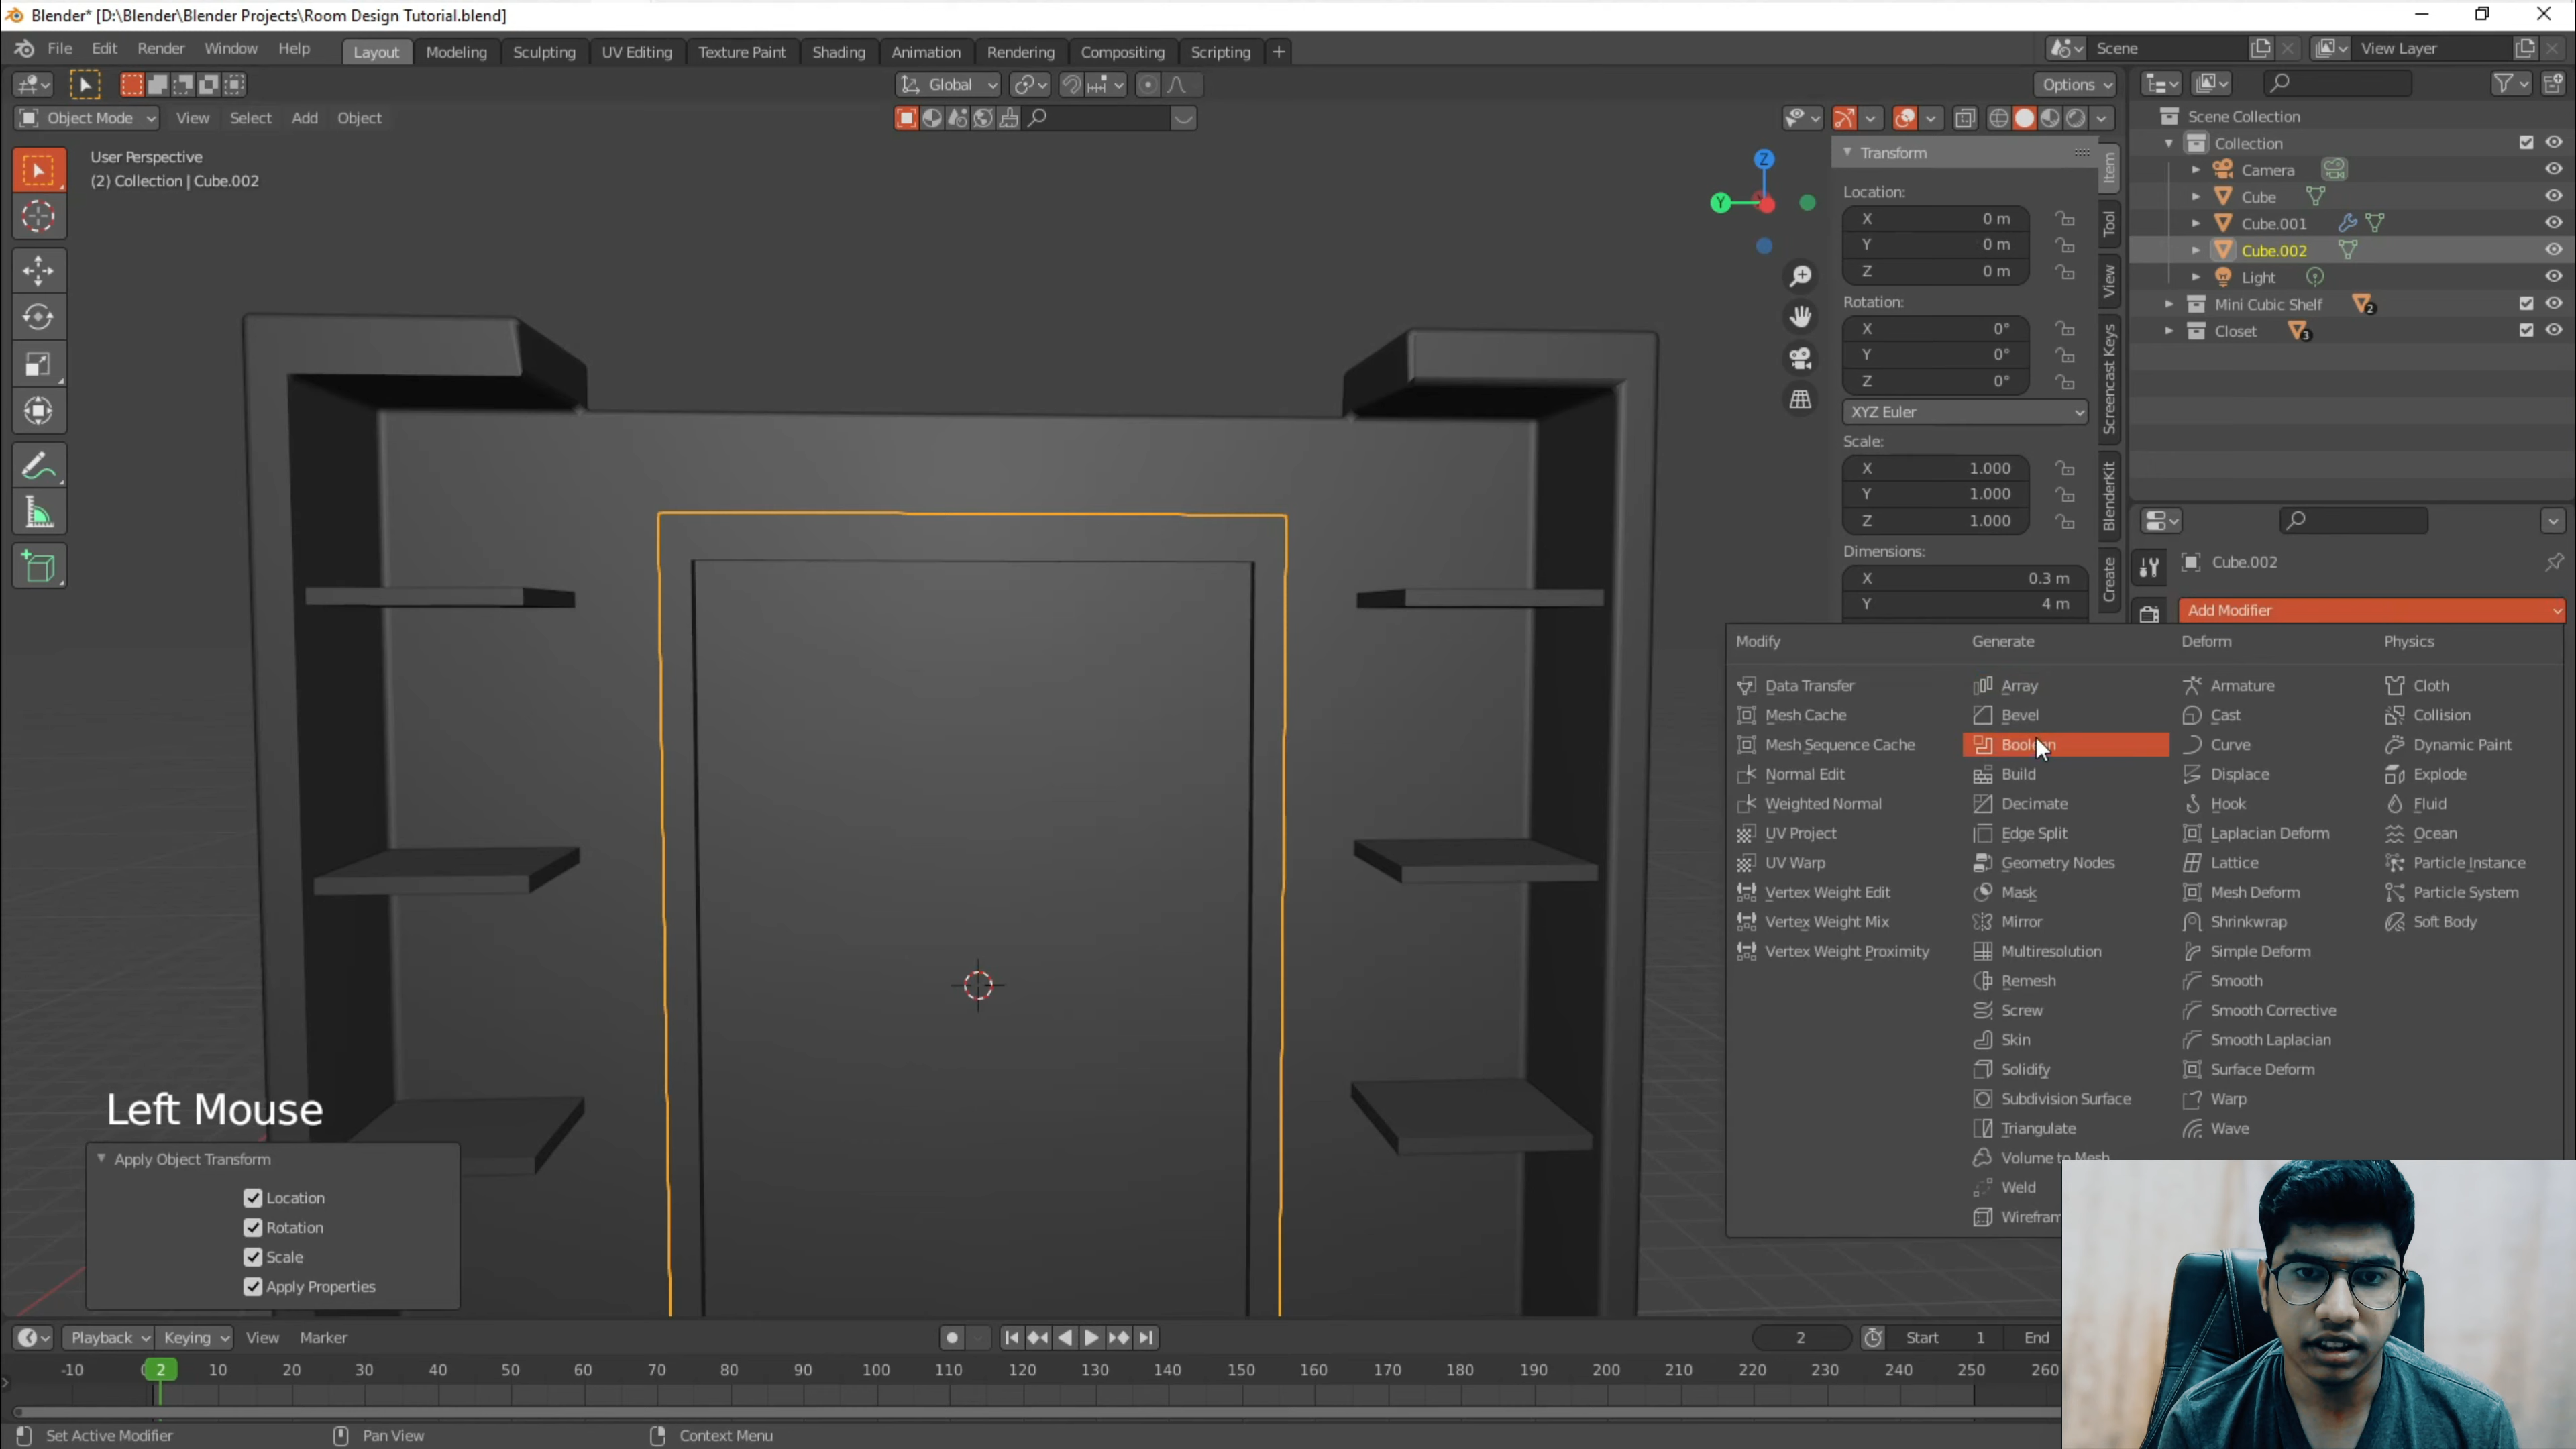 Blender* [D:\Blender\Blender Projects\Room Design Tutorial.blend]
File Edit Render Window Help
Layout Modeling Sculpting UV Editing Texture Paint Shading Animation Rendering Compositing Scripting +
Scene
View Layer
Global
Options
Object Mode View Select Add Object
User Perspective
(2) Collection | Cube.002
Z
Y
Transform
Location:
X 0 m
Y 0 m
Z 0 m
Rotation:
X 0°
Y 0°
Z 0°
XYZ Euler
Scale:
X 1.000
Y 1.000
Z 1.000
Dimensions:
X 0.3 m
Y 4 m
Item
Tool
View
Screencast Keys
BlenderKit
Create
Scene Collection
Collection
Camera
Cube
Cube.001
Cube.002
Light
Mini Cubic Shelf 2
Closet 3
Cube.002
Add Modifier
Modify Generate Deform Physics
Data Transfer Array Armature Cloth
Mesh Cache Bevel Cast Collision
Mesh Sequence Cache Boolean Curve Dynamic Paint
Normal Edit Build Displace Explode
Weighted Normal Decimate Hook Fluid
UV Project Edge Split Laplacian Deform Ocean
UV Warp Geometry Nodes Lattice Particle Instance
Vertex Weight Edit Mask Mesh Deform Particle System
Vertex Weight Mix Mirror Shrinkwrap Soft Body
Vertex Weight Proximity Multiresolution Simple Deform
Remesh Smooth
Screw Smooth Corrective
Skin Smooth Laplacian
Solidify Surface Deform
Subdivision Surface Warp
Triangulate Wave
Volume to Mesh
Weld
Wirefram
Left Mouse
Apply Object Transform
Location
Rotation
Scale
Apply Properties
Playback Keying View Marker
2 Start 1 End
-10 0 2 10 20 30 40 50 60 70 80 90 100 110 120 130 140 150 160 170 180 190 200 210 220 230 240 250 260
Set Active Modifier Pan View Context Menu